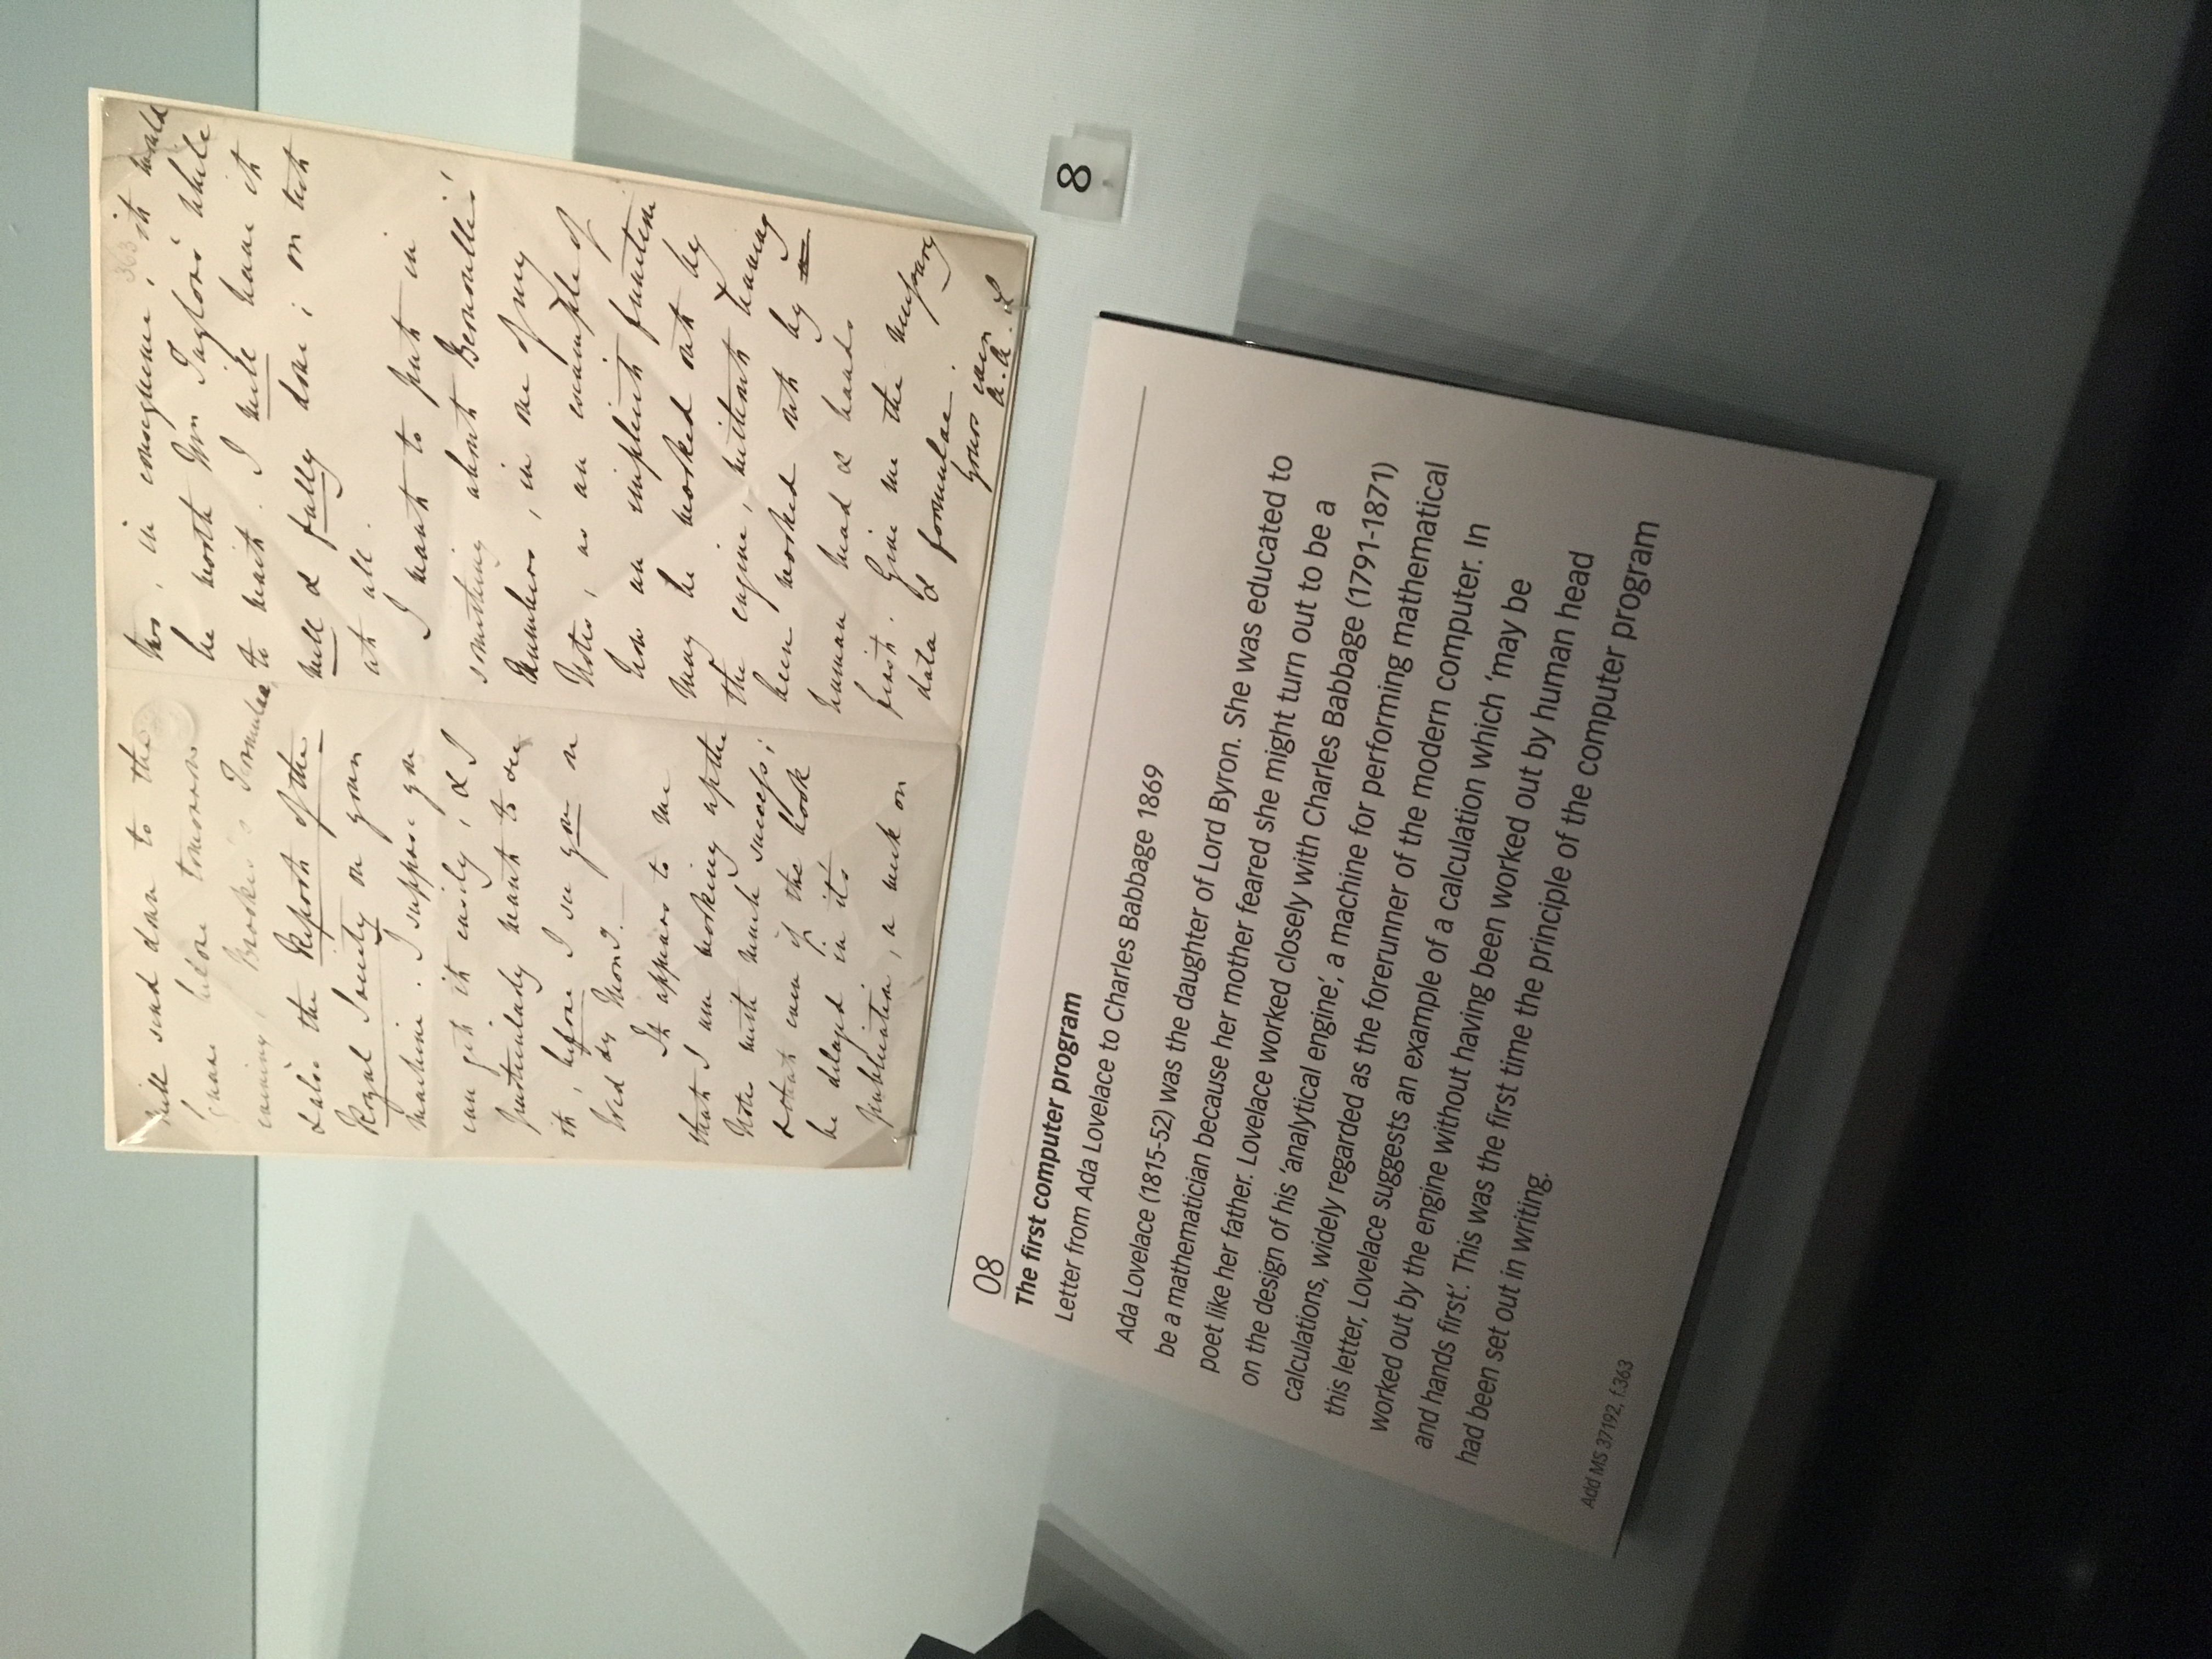 will send down to the
Square before tomorrow
evening, Brooke's Formulae,
& also the Report of the
Royal Society on your
machine. I suppose you
can get it easily, & I
particularly want to see
it, before I see you on
Wed dy Morng.
It appears to me
that I am working up the
Notes with much success;
& that even if the book
be delayed in it's
publication, a week or
363
two, in consequence, it would
be worth Mr Taylor's while
to wait. I will have it
well & fully done; or not
at all.
I want to put in
something about Bernoulli's
Numbers, in one of my
Notes, as an example of
how an implicit function
may be worked out by
the engine, without having
been worked out by
human head & hands
first. Give me the necessary
data & formulae.
Yours ever
A. A. L
8
08
The first computer program
Letter from Ada Lovelace to Charles Babbage 1869
Ada Lovelace (1815-52) was the daughter of Lord Byron. She was educated to
be a mathematician because her mother feared she might turn out to be a
poet like her father. Lovelace worked closely with Charles Babbage (1791-1871)
on the design of his ‘analytical engine’, a machine for performing mathematical
calculations, widely regarded as the forerunner of the modern computer. In
this letter, Lovelace suggests an example of a calculation which ‘may be
worked out by the engine without having been worked out by human head
and hands first’. This was the first time the principle of the computer program
had been set out in writing.
Add MS 37192, f.363